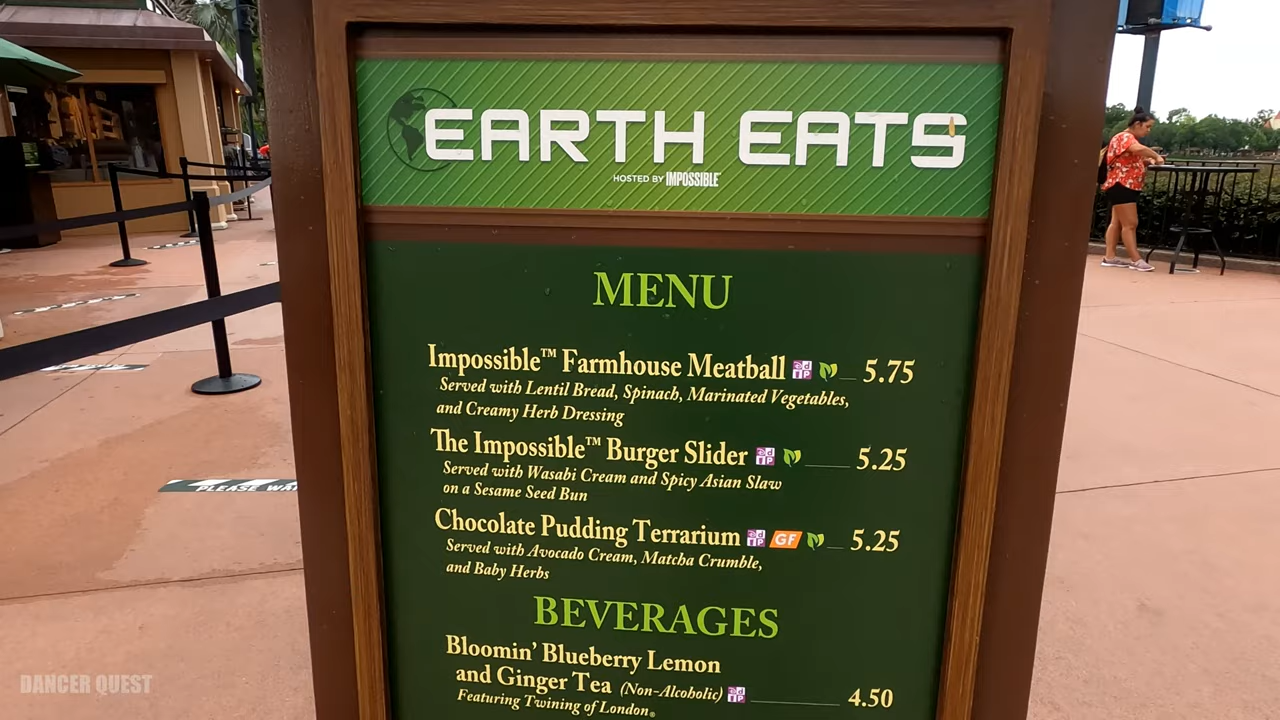 EARTH EATS
HOSTED BY IMPOSSIBLE
MENU
Impossible™ Farmhouse Meatball 5.75
Served with Lentil Bread, Spinach, Marinated Vegetables,
and Creamy Herb Dressing
The Impossible™ Burger Slider 5.25
Served with Wasabi Cream and Spicy Asian Slaw
on a Sesame Seed Bun
Chocolate Pudding Terrarium GF 5.25
Served with Avocado Cream, Matcha Crumble,
and Baby Herbs
BEVERAGES
Bloomin' Blueberry Lemon
and Ginger Tea (Non-Alcoholic) 4.50
Featuring Twining of London®
PLEASE
DANCER QUEST